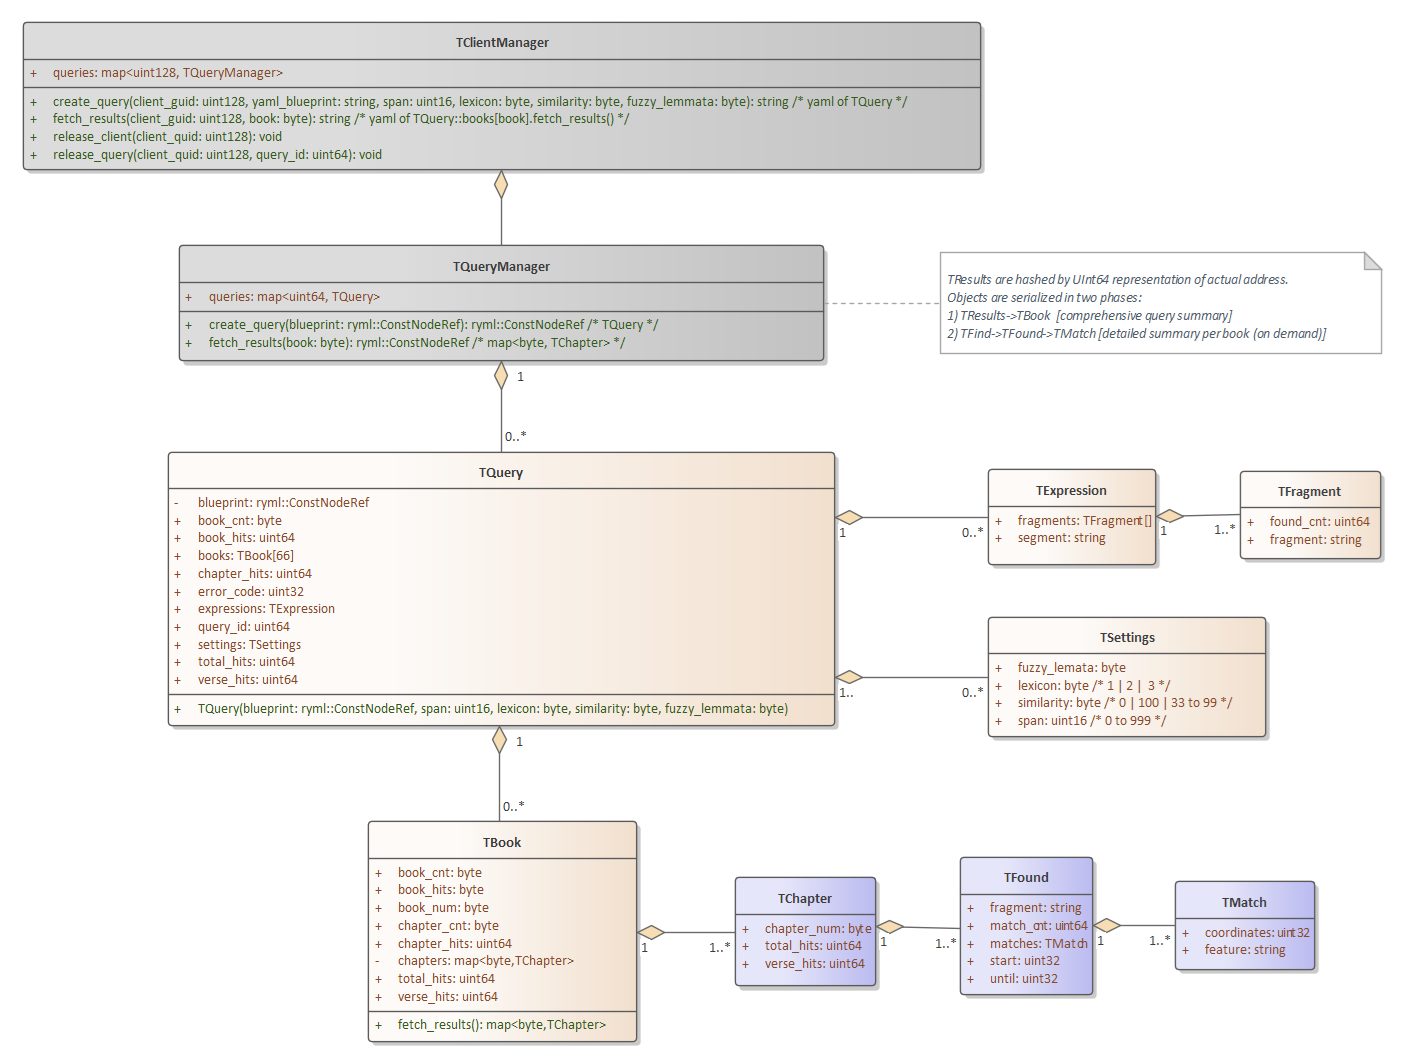 TClientManager
+ queries: map<uint128, TQueryManager>
+ create_query(client_guid: uint128, yaml_blueprint: string, span: uint16, lexicon: byte, similarity: byte, fuzzy_lemmata: byte): string /* yaml of TQuery */
+ fetch_results(client_guid: uint128, book: byte): string /* yaml of TQuery::books[book].fetch_results() */
+ release_client(client_quid: uint128): void
+ release_query(client_quid: uint128, query_id: uint64): void
TQueryManager
+ queries: map<uint64, TQuery>
+ create_query(blueprint: ryml::ConstNodeRef): ryml::ConstNodeRef /* TQuery */
+ fetch_results(book: byte): ryml::ConstNodeRef /* map<byte, TChapter> */
TResults are hashed by UInt64 representation of actual address.
Objects are serialized in two phases:
1) TResults->TBook [comprehensive query summary]
2) TFind->TFound->TMatch [detailed summary per book (on demand)]
1
0..*
TQuery
- blueprint: ryml::ConstNodeRef
+ book_cnt: byte
+ book_hits: uint64
+ books: TBook[66]
+ chapter_hits: uint64
+ error_code: uint32
+ expressions: TExpression
+ query_id: uint64
+ settings: TSettings
+ total_hits: uint64
+ verse_hits: uint64
+ TQuery(blueprint: ryml::ConstNodeRef, span: uint16, lexicon: byte, similarity: byte, fuzzy_lemmata: byte)
1
0..*
TExpression
+ fragments: TFragment[]
+ segment: string
1
1..*
TFragment
+ found_cnt: uint64
+ fragment: string
1..
0..*
TSettings
+ fuzzy_lemata: byte
+ lexicon: byte /* 1 | 2 | 3 */
+ similarity: byte /* 0 | 100 | 33 to 99 */
+ span: uint16 /* 0 to 999 */
1
0..*
TBook
+ book_cnt: byte
+ book_hits: byte
+ book_num: byte
+ chapter_cnt: byte
+ chapter_hits: uint64
- chapters: map<byte,TChapter>
+ total_hits: uint64
+ verse_hits: uint64
+ fetch_results(): map<byte,TChapter>
1
1..*
TChapter
+ chapter_num: byte
+ total_hits: uint64
+ verse_hits: uint64
1
1..*
TFound
+ fragment: string
+ match_cnt: uint64
+ matches: TMatch
+ start: uint32
+ until: uint32
1
1..*
TMatch
+ coordinates: uint32
+ feature: string